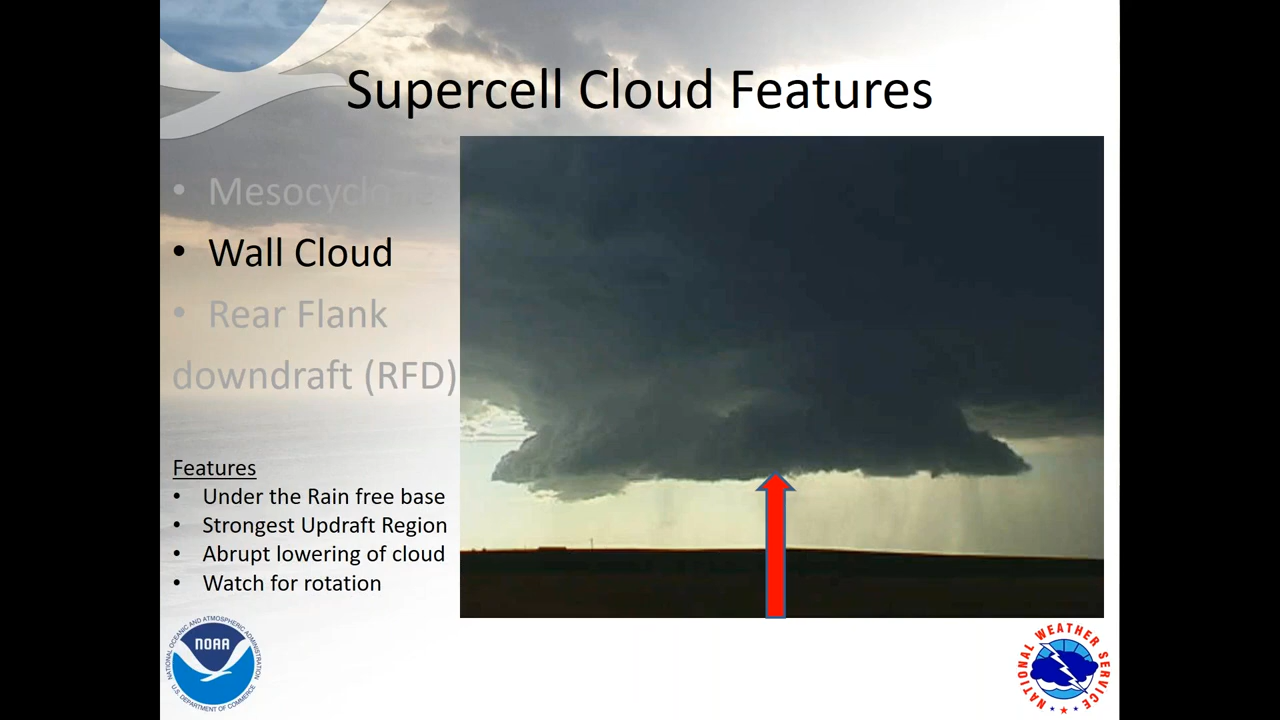 Supercell Cloud Features
• Mesocyclone
• Wall Cloud
• Rear Flank
downdraft (RFD)
Features
• Under the Rain free base
• Strongest Updraft Region
• Abrupt lowering of cloud
• Watch for rotation
NATIONAL OCEANIC AND ATMOSPHERIC ADMINISTRATION
NOAA
U.S. DEPARTMENT OF COMMERCE
NATIONAL WEATHER SERVICE